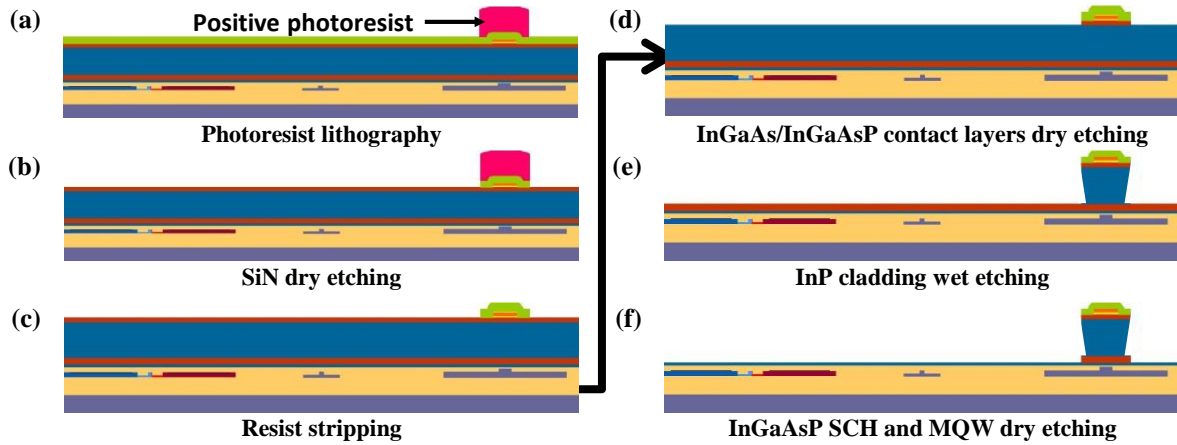 (a)
Positive photoresist
Photoresist lithography
(b)
SiN dry etching
(c)
Resist stripping
(d)
InGaAs/InGaAsP contact layers dry etching
(e)
InP cladding wet etching
(f)
InGaAsP SCH and MQW dry etching